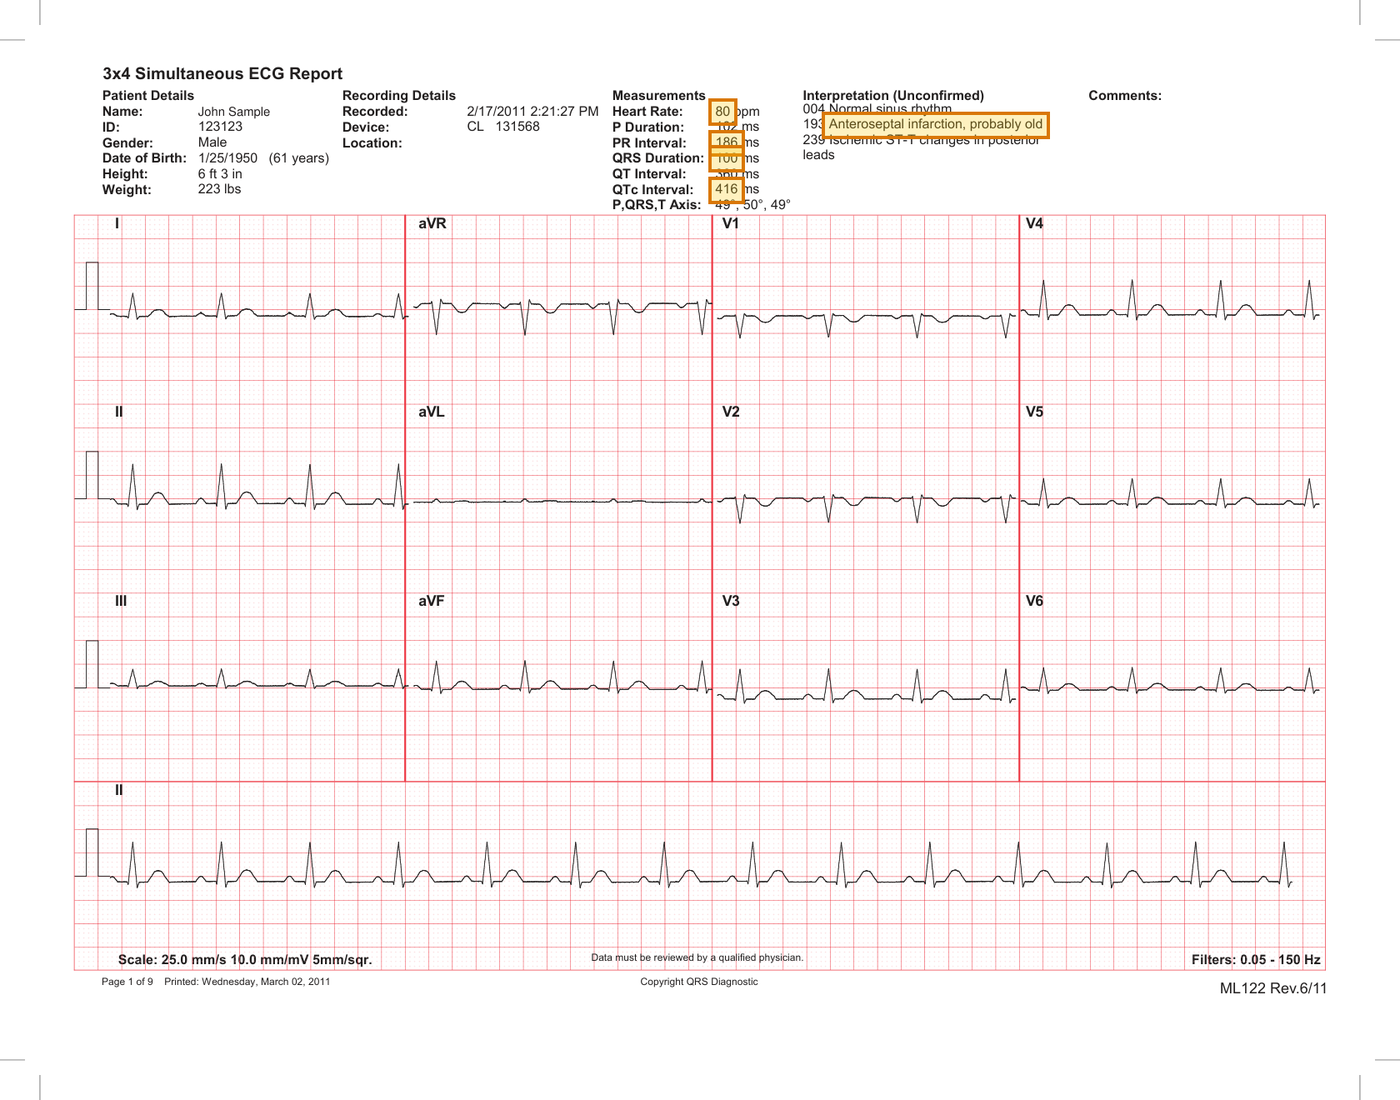 3x4 Simultaneous ECG Report
Patient Details
Name: John Sample
ID: 123123
Gender: Male
Date of Birth: 1/25/1950 (61 years)
Height: 6 ft 3 in
Weight: 223 lbs
Recording Details
Recorded: 2/17/2011 2:21:27 PM
Device: CL 131568
Location:
Measurements
Heart Rate: 80 bpm
P Duration: 102 ms
PR Interval: 186 ms
QRS Duration: 100 ms
QT Interval: 360 ms
QTc Interval: 416 ms
P,QRS,T Axis: 49°, 50°, 49°
Interpretation (Unconfirmed)
004 Normal sinus rhythm
193 Anteroseptal infarction, probably old
239 Ischemic ST-T changes in posterior
leads
Comments:
I aVR V1 V4
II aVL V2 V5
III aVF V3 V6
II
Scale: 25.0 mm/s 10.0 mm/mV 5mm/sqr.
Data must be reviewed by a qualified physician.
Filters: 0.05 - 150 Hz
Page 1 of 9 Printed: Wednesday, March 02, 2011
Copyright QRS Diagnostic
ML122 Rev.6/11